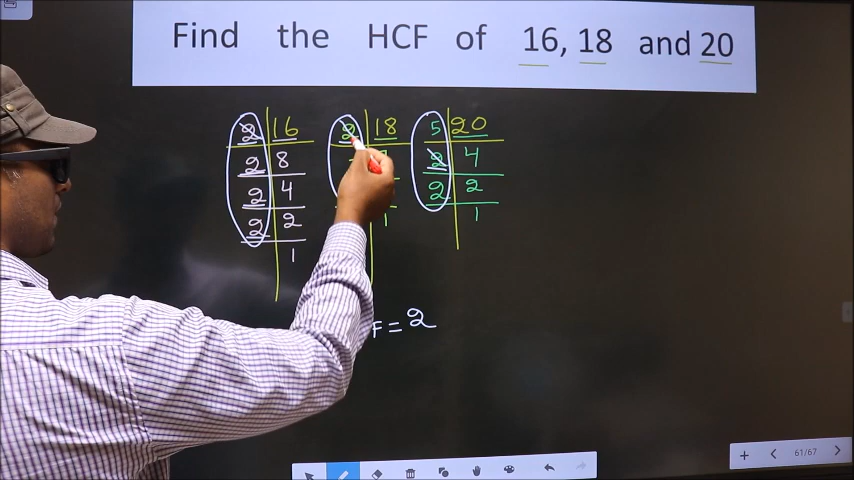 Find the HCF of 16, 18 and 20
2 16 2 18 5 20
2 8 2 4
2 4 2 2
2 2 1 1
1
F = 2
61/67